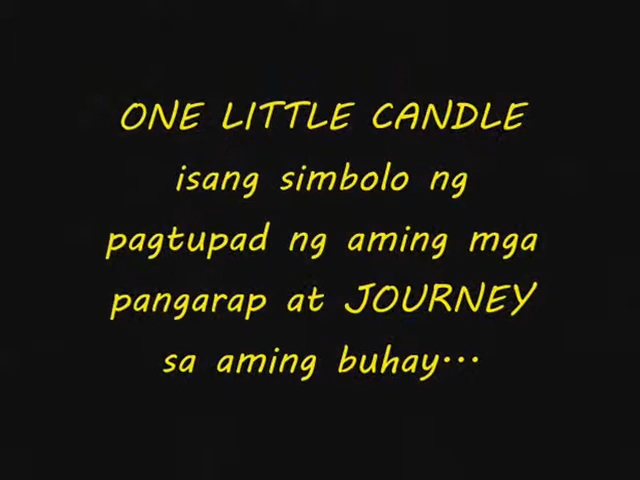 ONE LITTLE CANDLE
isang simbolo ng
pagtupad ng aming mga
pangarap at JOURNEY
sa aming buhay...